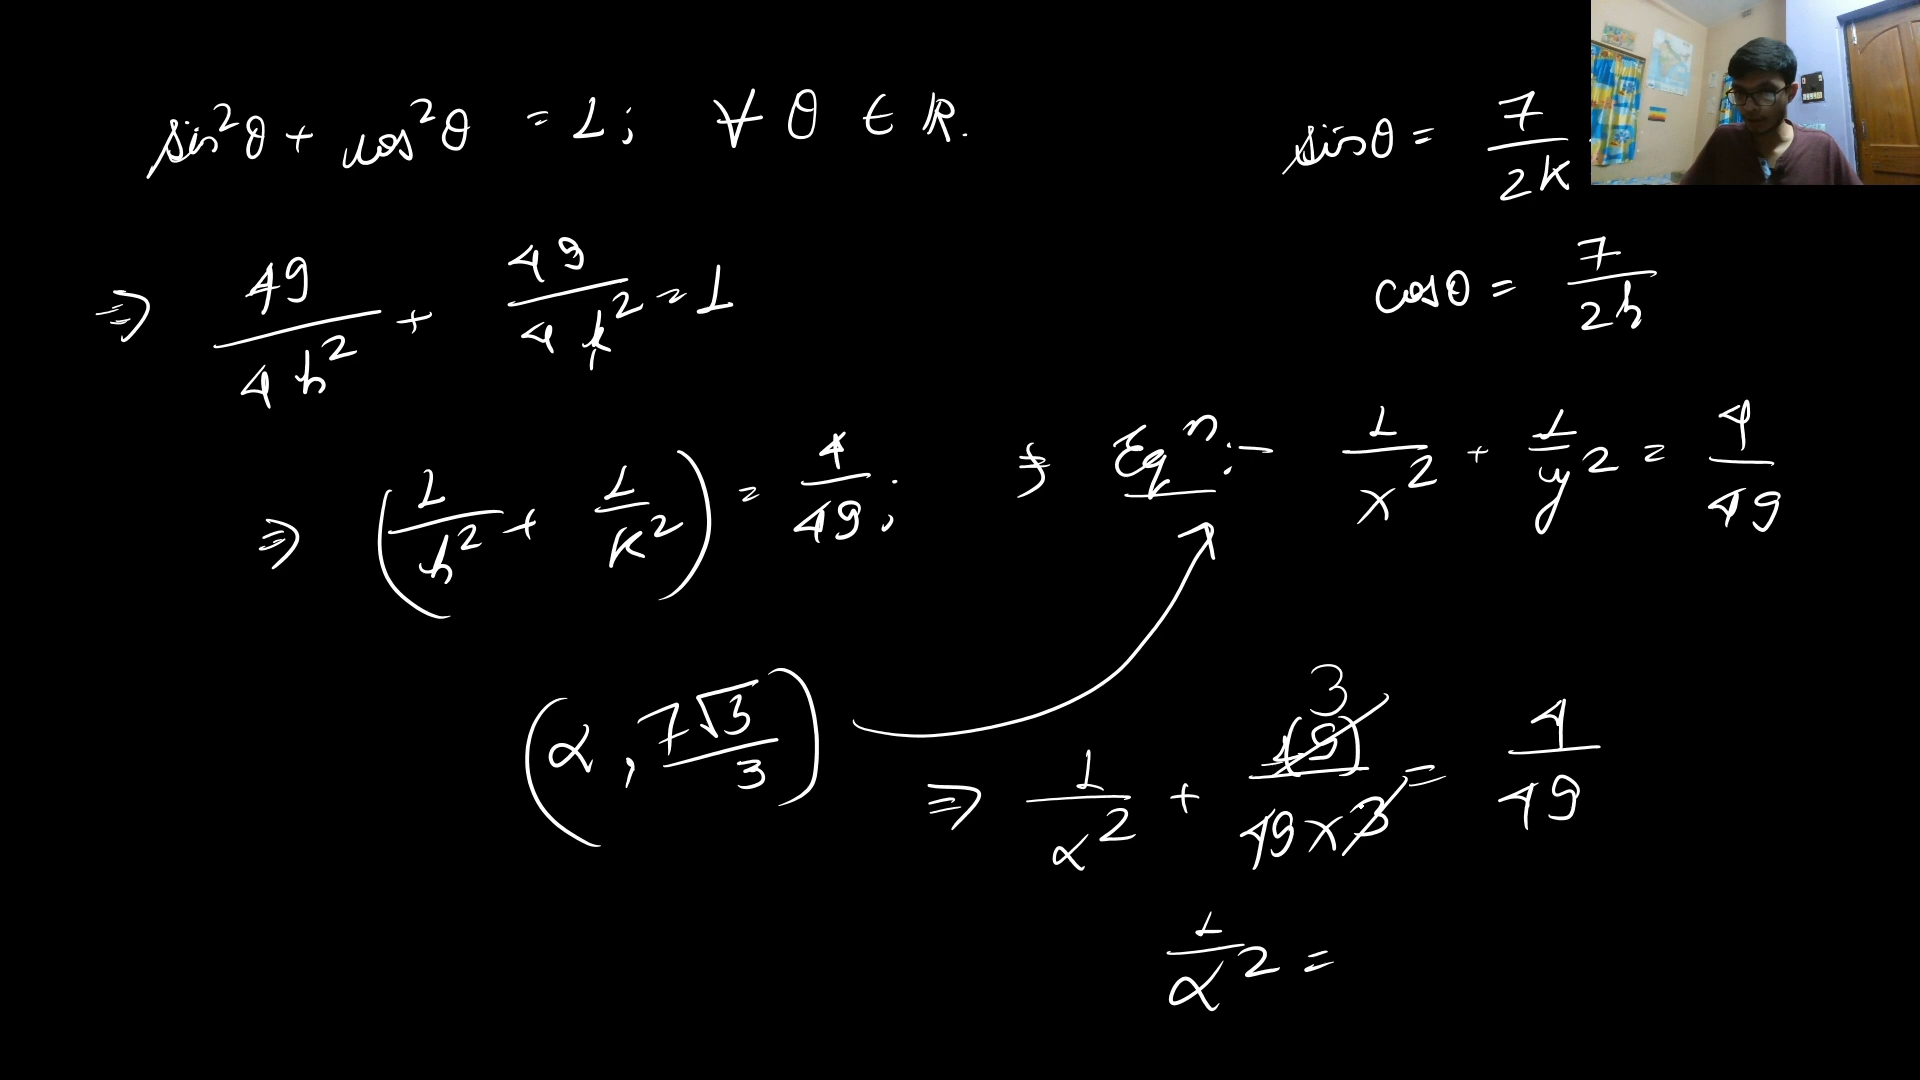 sin²θ + cos²θ = 1; ∀ θ ∈ ℝ.
sinθ = 7/2k
cosθ = 7/2h
⇒ 49/4h² + 49/4k² = 1
⇒ (1/h² + 1/k²) = 4/49; ⇒ Eqⁿ:- 1/x² + 1/y² = 4/49
(α, 7√3/3)
⇒ 1/α² + 3/49×3 = 4/49
1/α² =